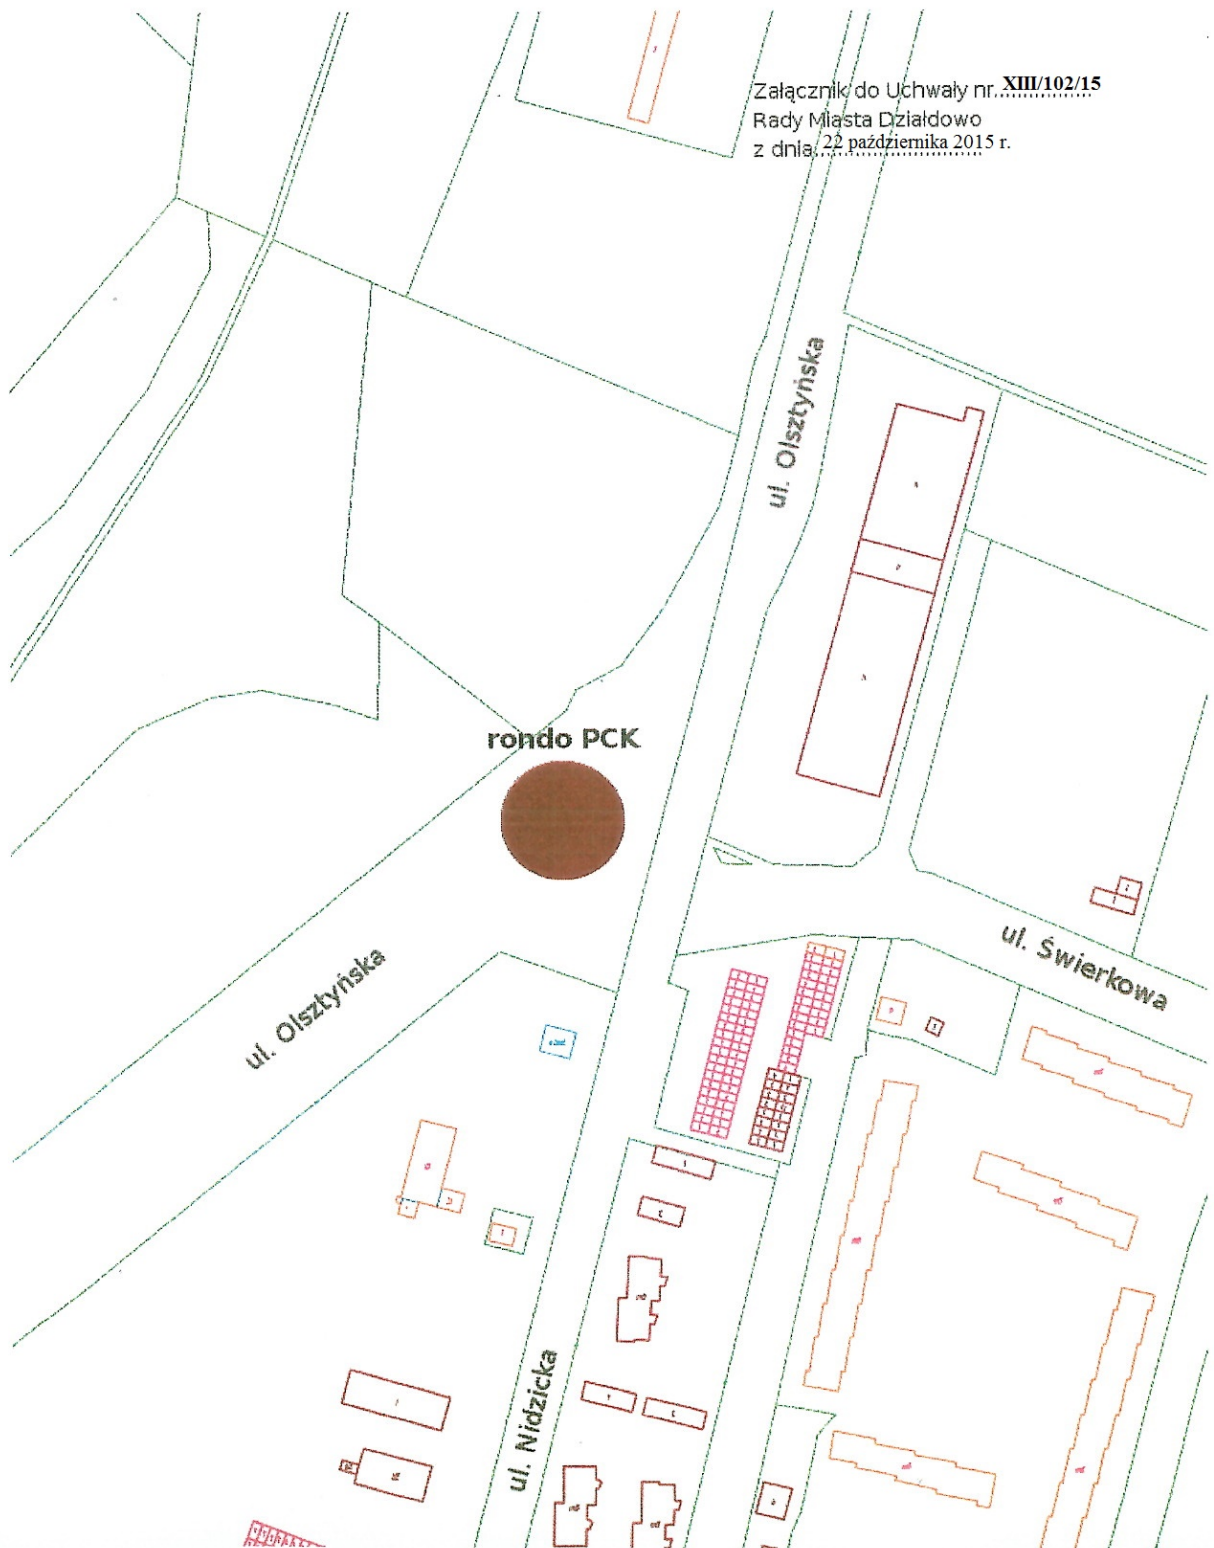 Załącznik do Uchwały nr XIII/102/15
Rady Miasta Działdowo
z dnia 22 października 2015 r.
ul. Olsztyńska
rondo PCK
ul. Świerkowa
ul. Olsztyńska
ul. Nidzicka